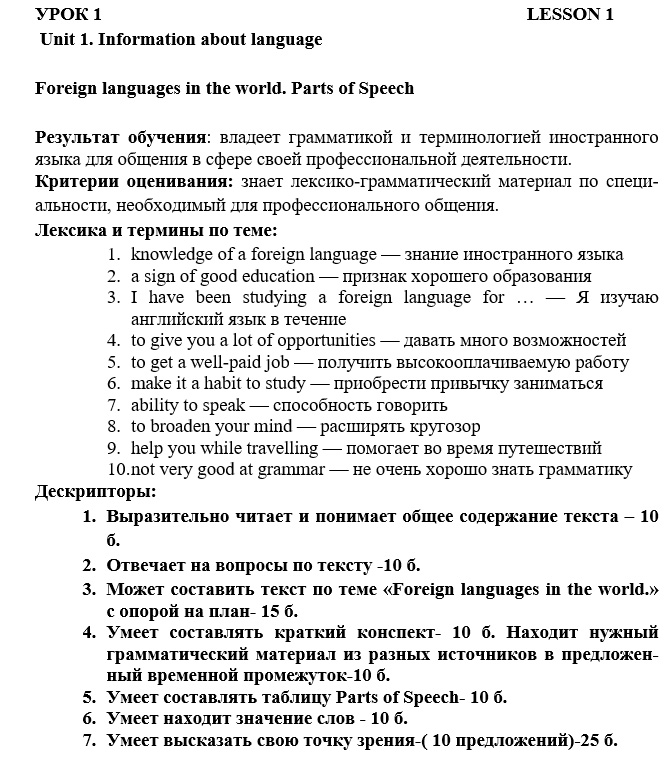 УРОК 1 LESSON 1
Unit 1. Information about language
Foreign languages in the world. Parts of Speech
Результат обучения: владеет грамматикой и терминологией иностранного
языка для общения в сфере своей профессиональной деятельности.
Критерии оценивания: знает лексико-грамматический материал по специ-
альности, необходимый для профессионального общения.
Лексика и термины по теме:
1. knowledge of a foreign language — знание иностранного языка
2. a sign of good education — признак хорошего образования
3. I have been studying a foreign language for … — Я изучаю
английский язык в течение
4. to give you a lot of opportunities — давать много возможностей
5. to get a well-paid job — получить высокооплачиваемую работу
6. make it a habit to study — приобрести привычку заниматься
7. ability to speak — способность говорить
8. to broaden your mind — расширять кругозор
9. help you while travelling — помогает во время путешествий
10.not very good at grammar — не очень хорошо знать грамматику
Дескрипторы:
1. Выразительно читает и понимает общее содержание текста – 10
б.
2. Отвечает на вопросы по тексту -10 б.
3. Может составить текст по теме «Foreign languages in the world.»
с опорой на план- 15 б.
4. Умеет составлять краткий конспект- 10 б. Находит нужный
грамматический материал из разных источников в предложен-
ный временной промежуток-10 б.
5. Умеет составлять таблицу Parts of Speech- 10 б.
6. Умеет находит значение слов - 10 б.
7. Умеет высказать свою точку зрения-( 10 предложений)-25 б.